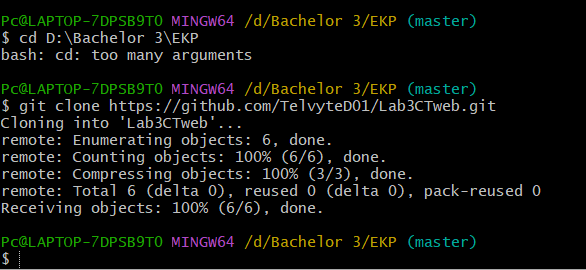 Pc@LAPTOP-7DPSB9T0 MINGW64 /d/Bachelor 3/EKP (master)
$ cd D:\Bachelor 3\EKP
bash: cd: too many arguments
Pc@LAPTOP-7DPSB9T0 MINGW64 /d/Bachelor 3/EKP (master)
$ git clone https://github.com/TelvyteD01/Lab3CTweb.git
Cloning into 'Lab3CTweb'...
remote: Enumerating objects: 6, done.
remote: Counting objects: 100% (6/6), done.
remote: Compressing objects: 100% (3/3), done.
remote: Total 6 (delta 0), reused 0 (delta 0), pack-reused 0
Receiving objects: 100% (6/6), done.
Pc@LAPTOP-7DPSB9T0 MINGW64 /d/Bachelor 3/EKP (master)
$